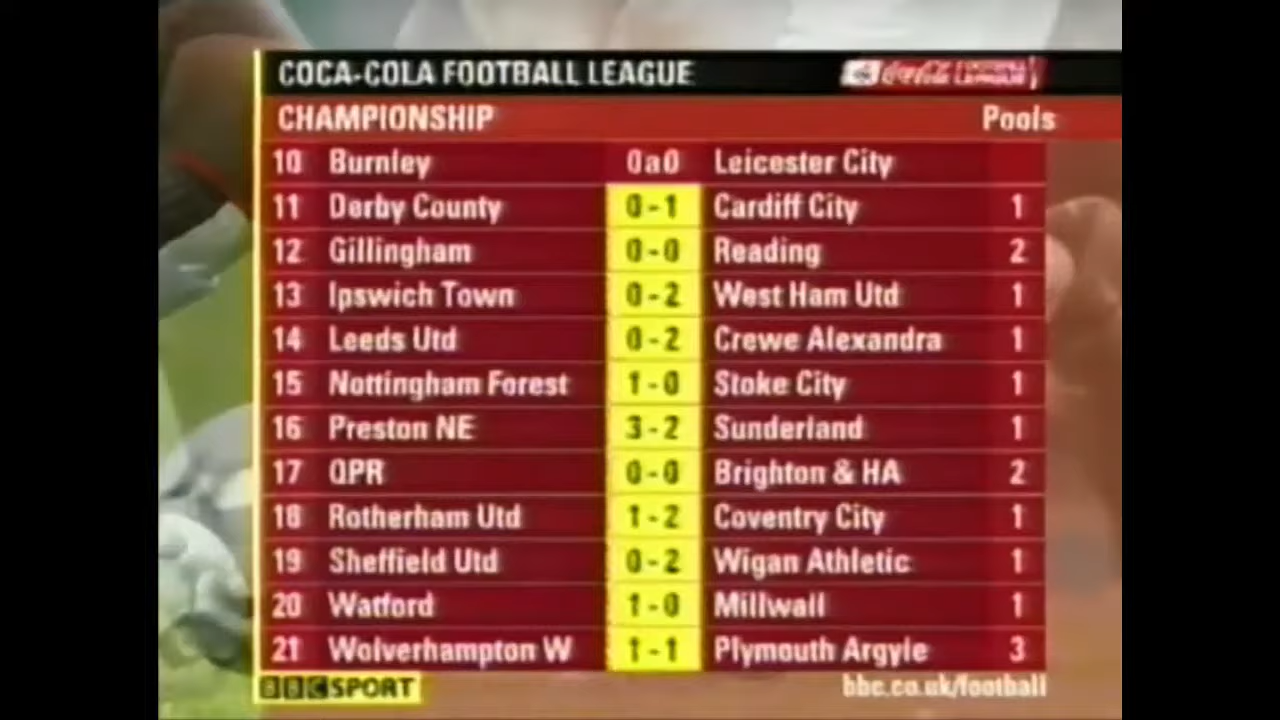 COCA-COLA FOOTBALL LEAGUE Coca-Cola FOOTBALL LEAGUE
CHAMPIONSHIP Pools
10 Burnley 0a0 Leicester City
11 Derby County 0-1 Cardiff City 1
12 Gillingham 0-0 Reading 2
13 Ipswich Town 0-2 West Ham Utd 1
14 Leeds Utd 0-2 Crewe Alexandra 1
15 Nottingham Forest 1-0 Stoke City 1
16 Preston NE 3-2 Sunderland 1
17 QPR 0-0 Brighton & HA 2
18 Rotherham Utd 1-2 Coventry City 1
19 Sheffield Utd 0-2 Wigan Athletic 1
20 Watford 1-0 Millwall 1
21 Wolverhampton W 1-1 Plymouth Argyle 3
BBC SPORT bbc.co.uk/football